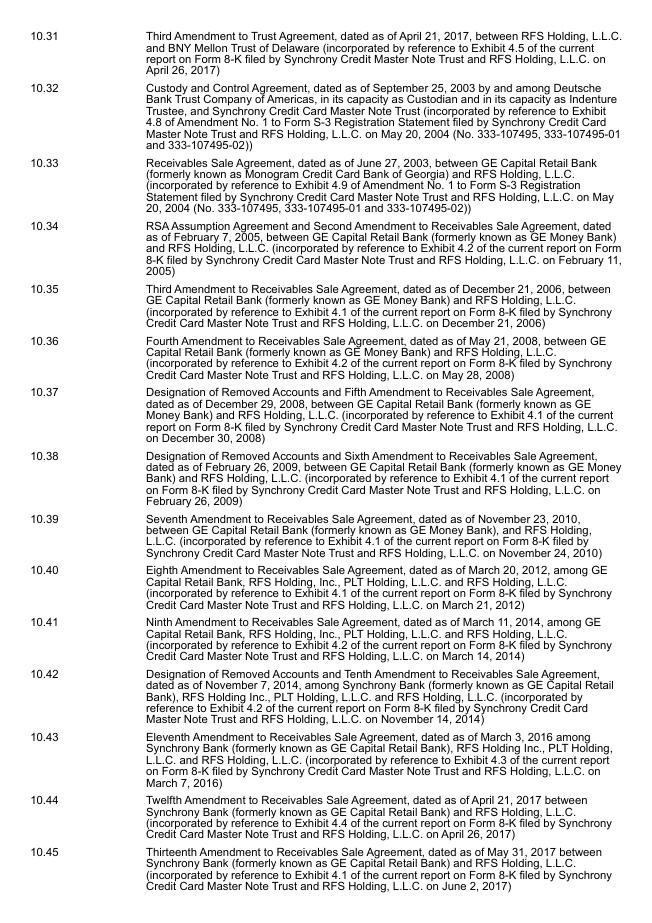 10.31 Third Amendment to Trust Agreement, dated as of April 21, 2017, between RFS Holding, L.L.C.
and BNY Mellon Trust of Delaware (incorporated by reference to Exhibit 4.5 of the current
report on Form 8-K filed by Synchrony Credit Card Master Note Trust and RFS Holding, L.L.C. on
April 26, 2017)
10.32 Custody and Control Agreement, dated as of September 25, 2003 by and among Deutsche
Bank Trust Company of Americas, in its capacity as Custodian and in its capacity as Indenture
Trustee, and Synchrony Credit Card Master Note Trust (incorporated by reference to Exhibit
4.8 of Amendment No. 1 to Form S-3 Registration Statement filed by Synchrony Credit Card
Master Note Trust and RFS Holding, L.L.C. on May 20, 2004 (No. 333-107495, 333-107495-01
and 333-107495-02))
10.33 Receivables Sale Agreement, dated as of June 27, 2003, between GE Capital Retail Bank
(formerly known as Monogram Credit Card Bank of Georgia) and RFS Holding, L.L.C.
(incorporated by reference to Exhibit 4.9 of Amendment No. 1 to Form S-3 Registration
Statement filed by Synchrony Credit Card Master Note Trust and RFS Holding, L.L.C. on May
20, 2004 (No. 333-107495, 333-107495-01 and 333-107495-02))
10.34 RSA Assumption Agreement and Second Amendment to Receivables Sale Agreement, dated
as of February 7, 2005, between GE Capital Retail Bank (formerly known as GE Money Bank)
and RFS Holding, L.L.C. (incorporated by reference to Exhibit 4.2 of the current report on Form
8-K filed by Synchrony Credit Card Master Note Trust and RFS Holding, L.L.C. on February 11,
2005)
10.35 Third Amendment to Receivables Sale Agreement, dated as of December 21, 2006, between
GE Capital Retail Bank (formerly known as GE Money Bank) and RFS Holding, L.L.C.
(incorporated by reference to Exhibit 4.1 of the current report on Form 8-K filed by Synchrony
Credit Card Master Note Trust and RFS Holding, L.L.C. on December 21, 2006)
10.36 Fourth Amendment to Receivables Sale Agreement, dated as of May 21, 2008, between GE
Capital Retail Bank (formerly known as GE Money Bank) and RFS Holding, L.L.C.
(incorporated by reference to Exhibit 4.2 of the current report on Form 8-K filed by Synchrony
Credit Card Master Note Trust and RFS Holding, L.L.C. on May 28, 2008)
10.37 Designation of Removed Accounts and Fifth Amendment to Receivables Sale Agreement,
dated as of December 29, 2008, between GE Capital Retail Bank (formerly known as GE
Money Bank) and RFS Holding, L.L.C. (incorporated by reference to Exhibit 4.1 of the current
report on Form 8-K filed by Synchrony Credit Card Master Note Trust and RFS Holding, L.L.C.
on December 30, 2008)
10.38 Designation of Removed Accounts and Sixth Amendment to Receivables Sale Agreement,
dated as of February 26, 2009, between GE Capital Retail Bank (formerly known as GE Money
Bank) and RFS Holding, L.L.C. (incorporated by reference to Exhibit 4.1 of the current report
on Form 8-K filed by Synchrony Credit Card Master Note Trust and RFS Holding, L.L.C. on
February 26, 2009)
10.39 Seventh Amendment to Receivables Sale Agreement, dated as of November 23, 2010,
between GE Capital Retail Bank (formerly known as GE Money Bank), and RFS Holding,
L.L.C. (incorporated by reference to Exhibit 4.1 of the current report on Form 8-K filed by
Synchrony Credit Card Master Note Trust and RFS Holding, L.L.C. on November 24, 2010)
10.40 Eighth Amendment to Receivables Sale Agreement, dated as of March 20, 2012, among GE
Capital Retail Bank, RFS Holding, Inc., PLT Holding, L.L.C. and RFS Holding, L.L.C.
(incorporated by reference to Exhibit 4.1 of the current report on Form 8-K filed by Synchrony
Credit Card Master Note Trust and RFS Holding, L.L.C. on March 21, 2012)
10.41 Ninth Amendment to Receivables Sale Agreement, dated as of March 11, 2014, among GE
Capital Retail Bank, RFS Holding, Inc., PLT Holding, L.L.C. and RFS Holding, L.L.C.
(incorporated by reference to Exhibit 4.2 of the current report on Form 8-K filed by Synchrony
Credit Card Master Note Trust and RFS Holding, L.L.C. on March 14, 2014)
10.42 Designation of Removed Accounts and Tenth Amendment to Receivables Sale Agreement,
dated as of November 7, 2014, among Synchrony Bank (formerly known as GE Capital Retail
Bank), RFS Holding Inc., PLT Holding, L.L.C. and RFS Holding, L.L.C. (incorporated by
reference to Exhibit 4.2 of the current report on Form 8-K filed by Synchrony Credit Card
Master Note Trust and RFS Holding, L.L.C. on November 14, 2014)
10.43 Eleventh Amendment to Receivables Sale Agreement, dated as of March 3, 2016 among
Synchrony Bank (formerly known as GE Capital Retail Bank), RFS Holding Inc., PLT Holding,
L.L.C. and RFS Holding, L.L.C. (incorporated by reference to Exhibit 4.3 of the current report
on Form 8-K filed by Synchrony Credit Card Master Note Trust and RFS Holding, L.L.C. on
March 7, 2016)
10.44 Twelfth Amendment to Receivables Sale Agreement, dated as of April 21, 2017 between
Synchrony Bank (formerly known as GE Capital Retail Bank) and RFS Holding, L.L.C.
(incorporated by reference to Exhibit 4.4 of the current report on Form 8-K filed by Synchrony
Credit Card Master Note Trust and RFS Holding, L.L.C. on April 26, 2017)
10.45 Thirteenth Amendment to Receivables Sale Agreement, dated as of May 31, 2017 between
Synchrony Bank (formerly known as GE Capital Retail Bank) and RFS Holding, L.L.C.
(incorporated by reference to Exhibit 4.1 of the current report on Form 8-K filed by Synchrony
Credit Card Master Note Trust and RFS Holding, L.L.C. on June 2, 2017)